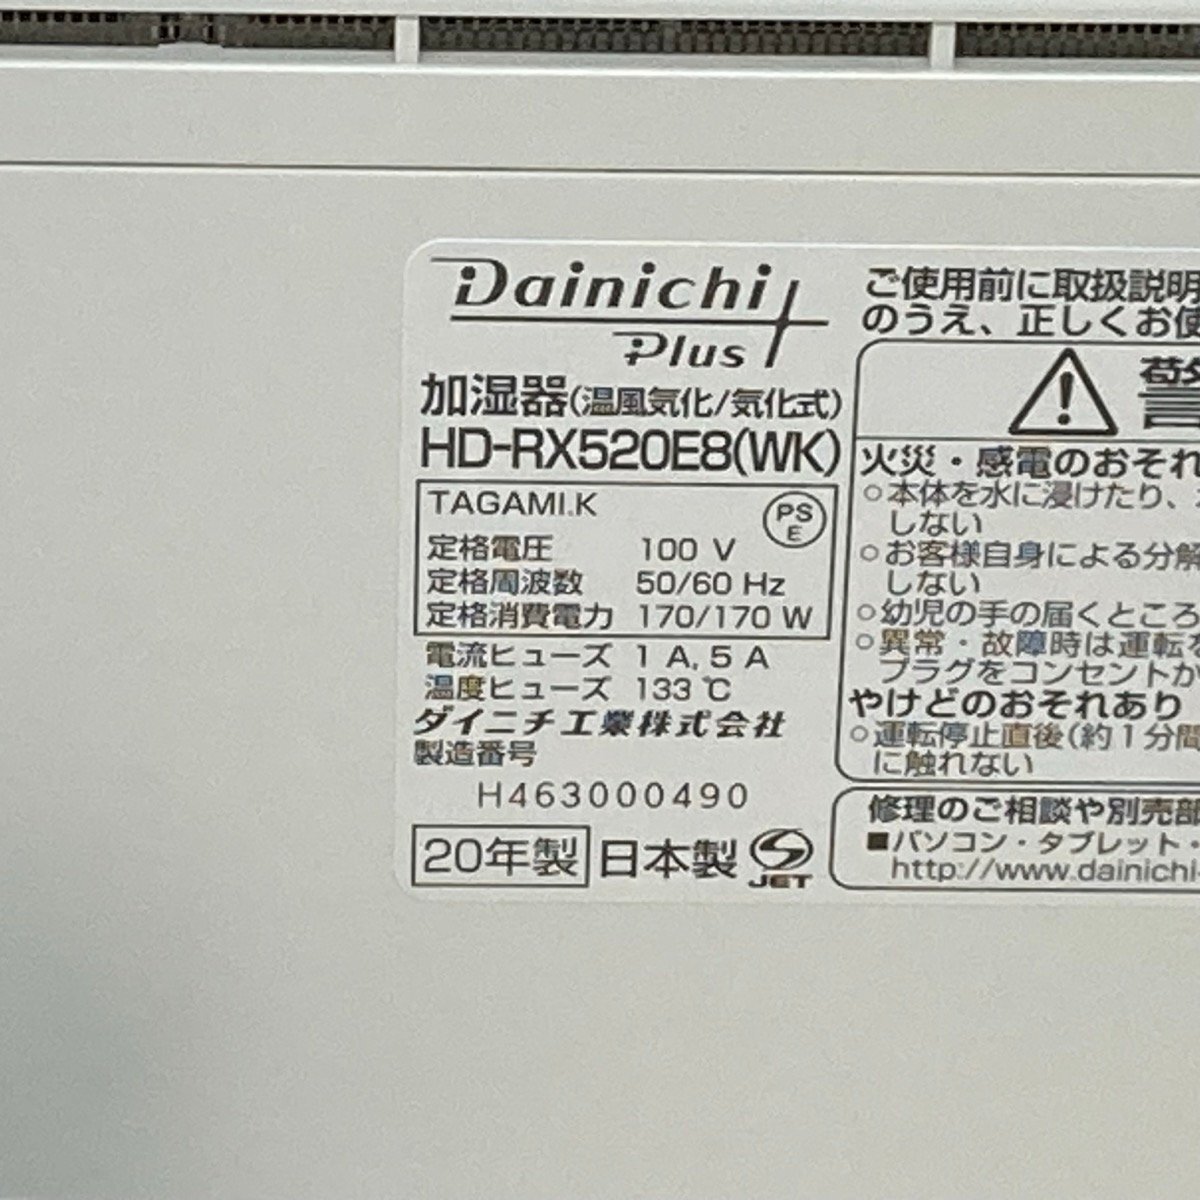 Dainichi
Plus
加湿器(温風気化/気化式)
HD-RX520E8(WK)
TAGAMI.K
PS
E
定格電圧 100 V
定格周波数 50/60 Hz
定格消費電力 170/170 W
電流ヒューズ 1 A, 5 A
温度ヒューズ 133 ℃
ダイニチ工業株式会社
製造番号
H463000490
20年製 日本製
JET
ご使用前に取扱説明
のうえ、正しくお使
火災・感電のおそれ
○本体を水に浸けたり、
しない
○お客様自身による分解
しない
○幼児の手の届くところ
○異常・故障時は運転を
プラグをコンセントか
やけどのおそれあり
○運転停止直後(約1分間
に触れない
修理のご相談や別売部
■パソコン・タブレット・
http://www.dainichi-